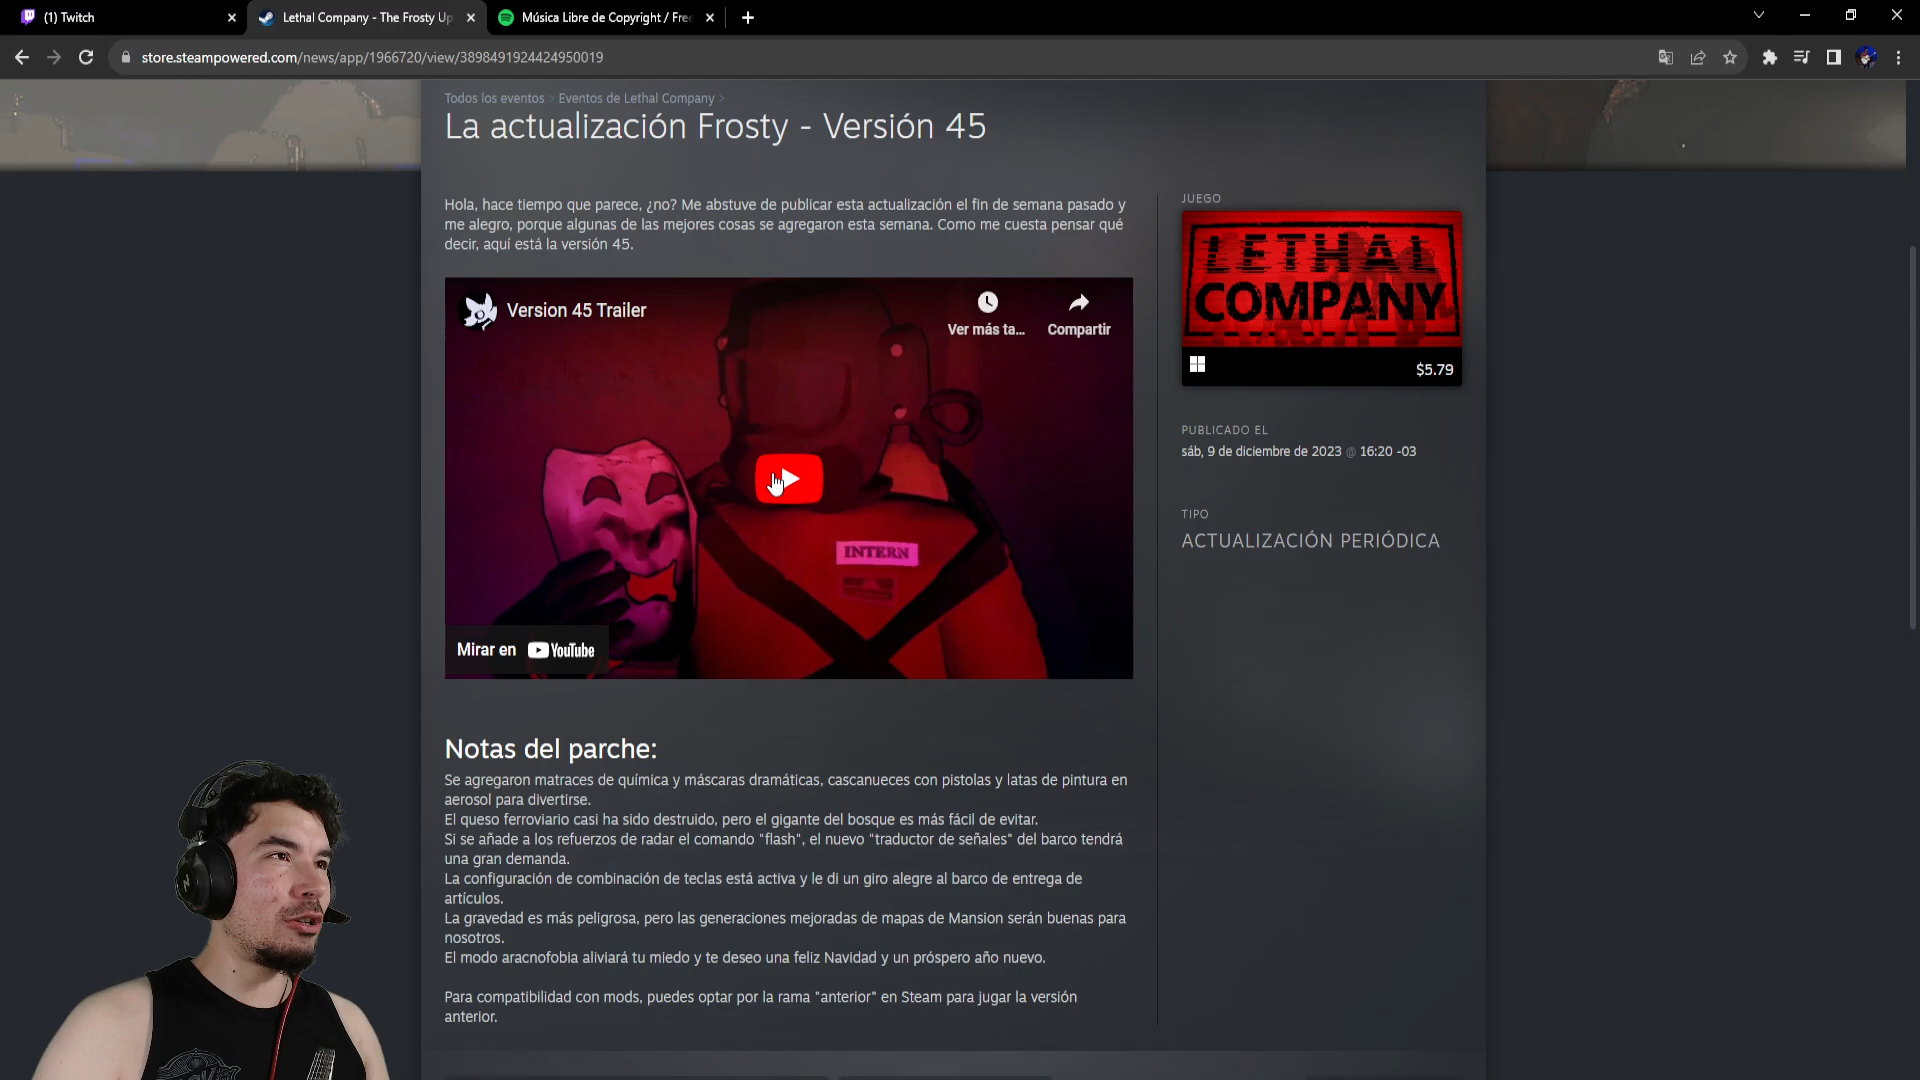 (1) Twitch
Lethal Company - The Frosty Up
Música Libre de Copyright / Fre
store.steampowered.com/news/app/1966720/view/3898491924424950019
Todos los eventos > Eventos de Lethal Company >
La actualización Frosty - Versión 45
Hola, hace tiempo que parece, ¿no? Me abstuve de publicar esta actualización el fin de semana pasado y
me alegro, porque algunas de las mejores cosas se agregaron esta semana. Como me cuesta pensar qué
decir, aquí está la versión 45.
Version 45 Trailer
Ver más ta...
Compartir
INTERN
Mirar en YouTube
JUEGO
LETHAL
COMPANY
$5.79
PUBLICADO EL
sáb, 9 de diciembre de 2023 @ 16:20 -03
TIPO
ACTUALIZACIÓN PERIÓDICA
Notas del parche:
Se agregaron matraces de química y máscaras dramáticas, cascanueces con pistolas y latas de pintura en
aerosol para divertirse.
El queso ferroviario casi ha sido destruido, pero el gigante del bosque es más fácil de evitar.
Si se añade a los refuerzos de radar el comando "flash", el nuevo "traductor de señales" del barco tendrá
una gran demanda.
La configuración de combinación de teclas está activa y le di un giro alegre al barco de entrega de
artículos.
La gravedad es más peligrosa, pero las generaciones mejoradas de mapas de Mansion serán buenas para
nosotros.
El modo aracnofobia aliviará tu miedo y te deseo una feliz Navidad y un próspero año nuevo.
Para compatibilidad con mods, puedes optar por la rama "anterior" en Steam para jugar la versión
anterior.